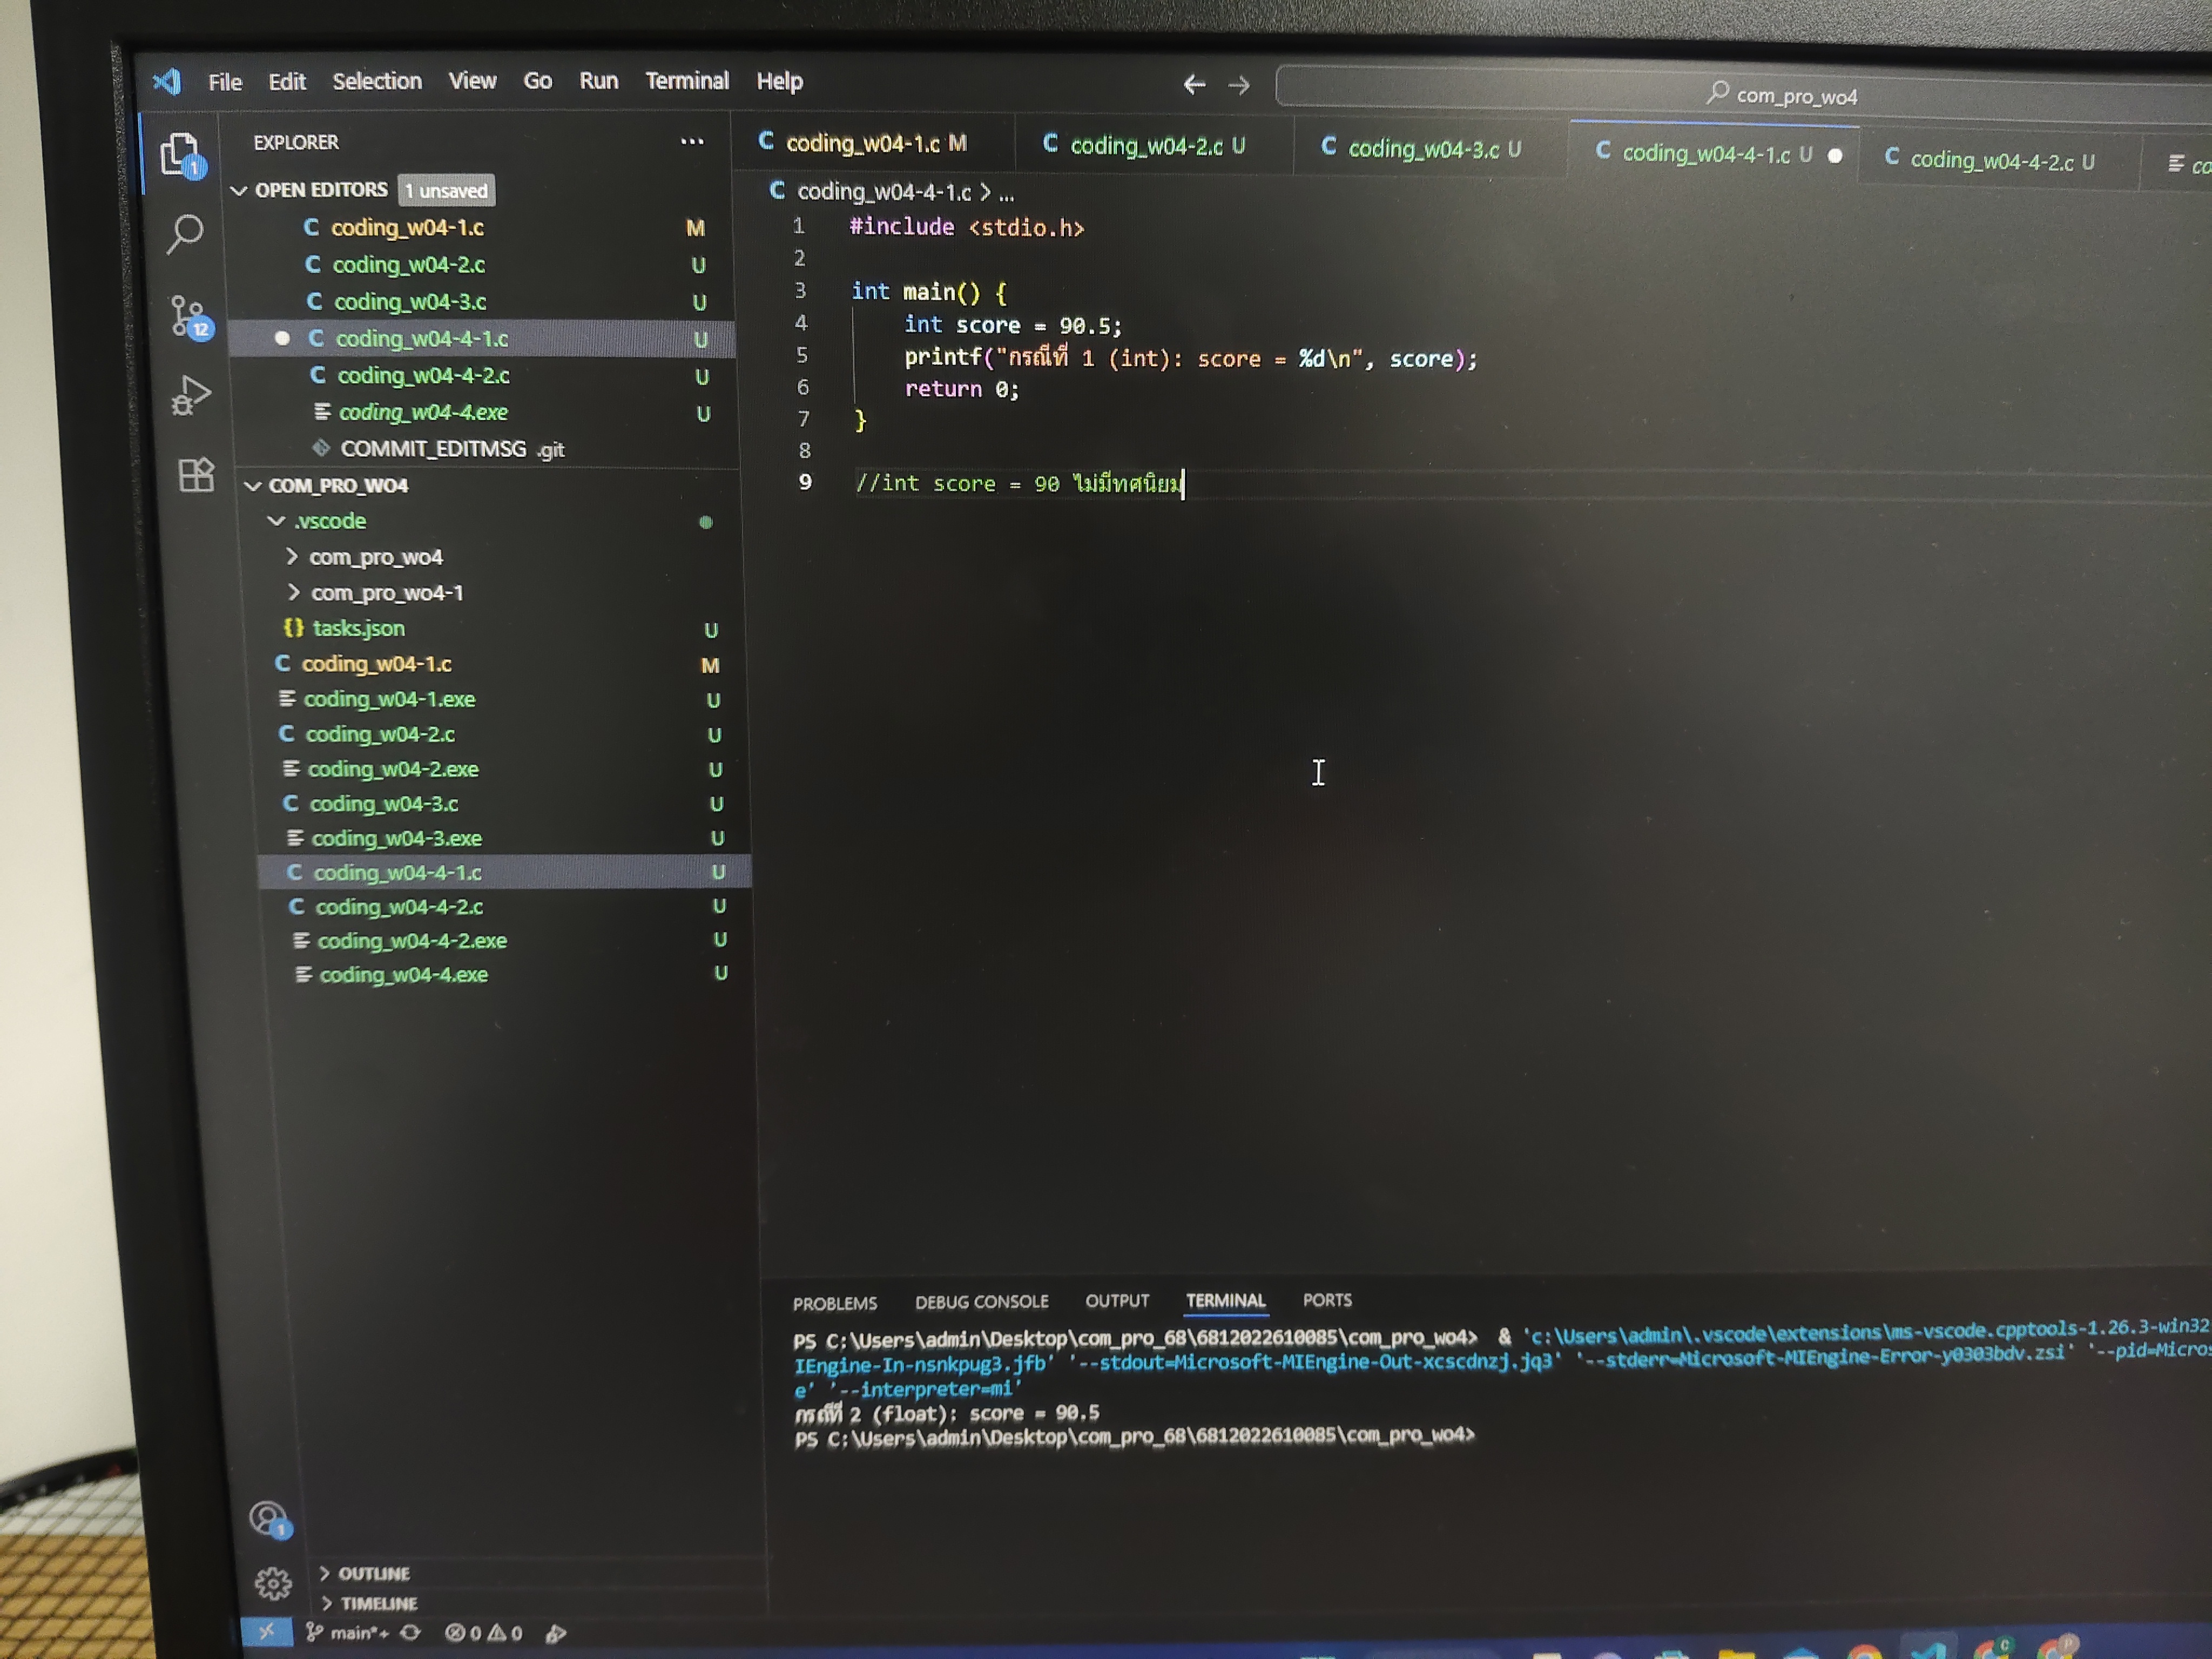 File Edit Selection View Go Run Terminal Help
com_pro_wo4
EXPLORER
OPEN EDITORS 1 unsaved
coding_w04-1.c M
coding_w04-2.c U
coding_w04-3.c U
coding_w04-4-1.c U
coding_w04-4-2.c U
coding_w04-4.exe U
COMMIT_EDITMSG .git
COM_PRO_WO4
.vscode
com_pro_wo4
com_pro_wo4-1
{} tasks.json U
coding_w04-1.c M
coding_w04-1.exe U
coding_w04-2.c U
coding_w04-2.exe U
coding_w04-3.c U
coding_w04-3.exe U
coding_w04-4-1.c U
coding_w04-4-2.c U
coding_w04-4-2.exe U
coding_w04-4.exe U
OUTLINE
TIMELINE
main*+ 0 0
1
12
1
C coding_w04-1.c M C coding_w04-2.c U C coding_w04-3.c U C coding_w04-4-1.c U C coding_w04-4-2.c U co
C coding_w04-4-1.c > ...
1 #include <stdio.h>
2
3 int main() {
4 int score = 90.5;
5 printf("กรณีที่ 1 (int): score = %d\n", score);
6 return 0;
7 }
8
9 //int score = 90 ไม่มีทศนิยม
PROBLEMS DEBUG CONSOLE OUTPUT TERMINAL PORTS
PS C:\Users\admin\Desktop\com_pro_68\6812022610085\com_pro_wo4> & 'c:\Users\admin\.vscode\extensions\ms-vscode.cpptools-1.26.3-win32
IEngine-In-nsnkpug3.jfb' '--stdout=Microsoft-MIEngine-Out-xcscdnzj.jq3' '--stderr=Microsoft-MIEngine-Error-y0303bdv.zsi' '--pid=Micros
e' '--interpreter=mi'
กรณีที่ 2 (float): score = 90.5
PS C:\Users\admin\Desktop\com_pro_68\6812022610085\com_pro_wo4>